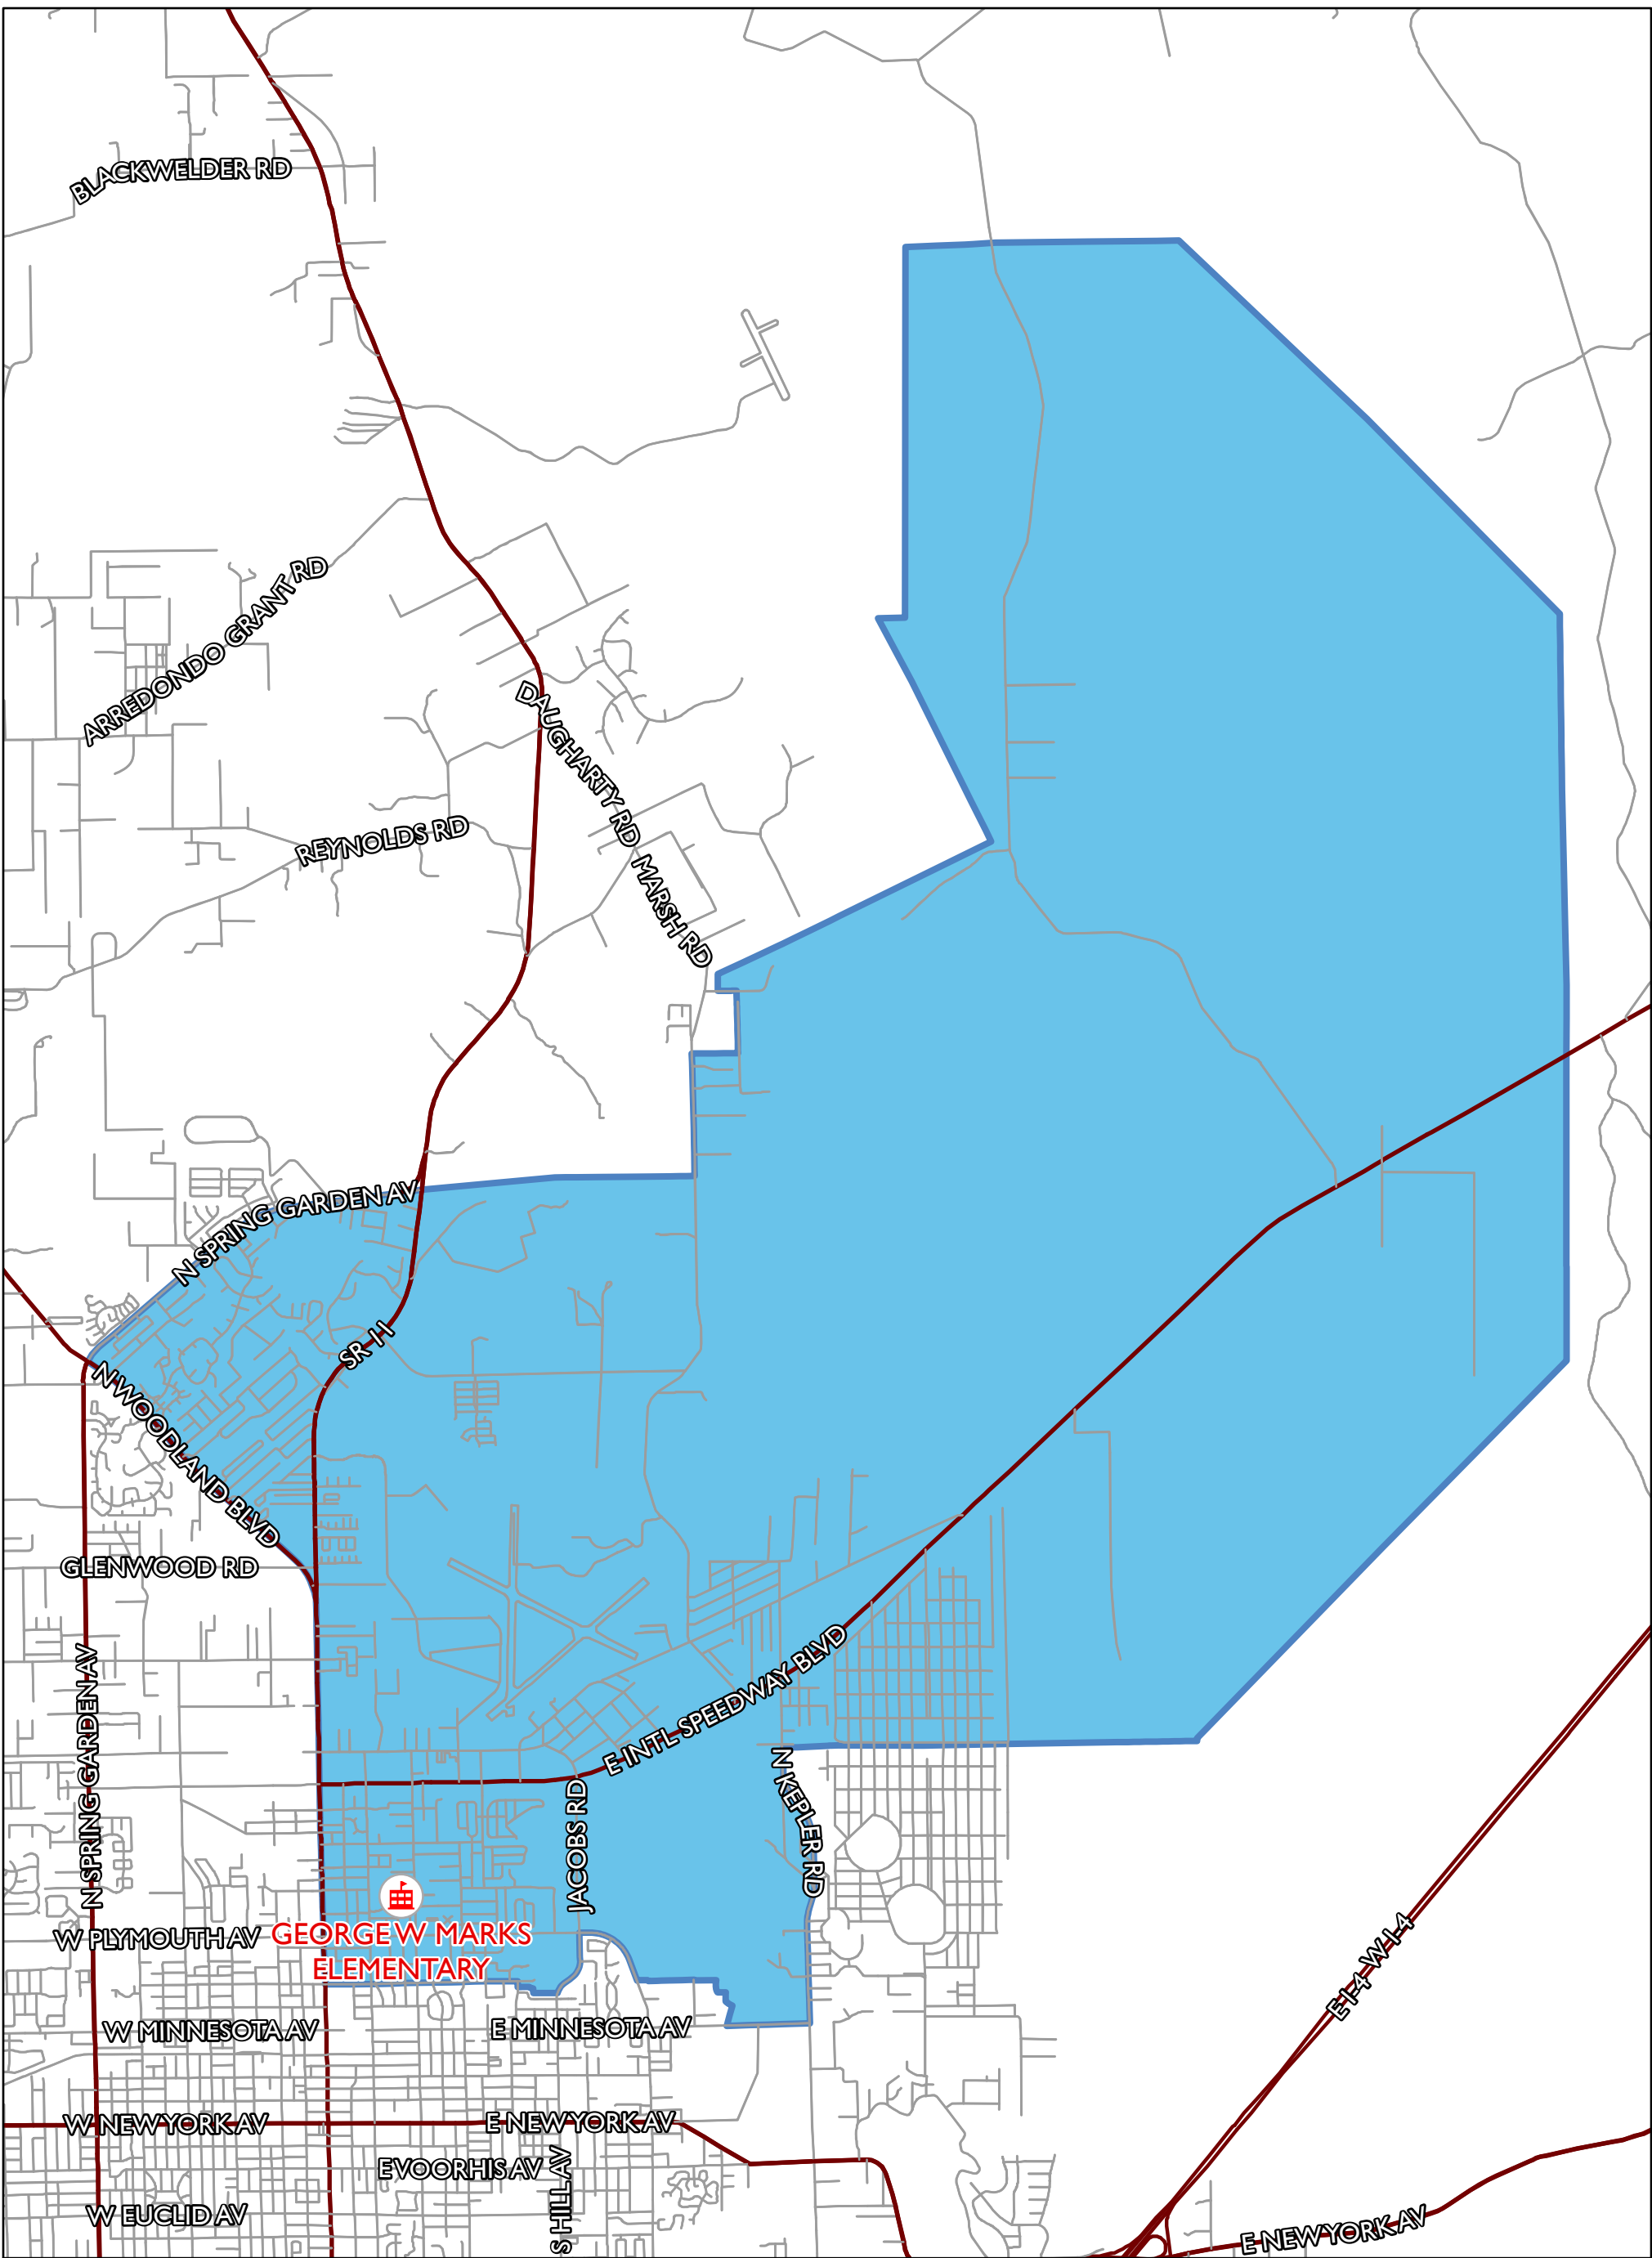 BLACKWELDER RD
ARREDONDO GRANT RD
DAUGHARTY RD
REYNOLDS RD
MARSH RD
N SPRING GARDEN AV
SR 11
N WOODLAND BLVD
GLENWOOD RD
E INTL SPEEDWAY BLVD
N SPRING GARDEN AV
JACOBS RD
N KEPLER RD
W PLYMOUTH AV
GEORGE W MARKS
ELEMENTARY
E I-4 W I-4
W MINNESOTA AV
E MINNESOTA AV
W NEW YORK AV
E NEW YORK AV
E VOORHIS AV
S HILL AV
W EUCLID AV
E NEW YORK AV